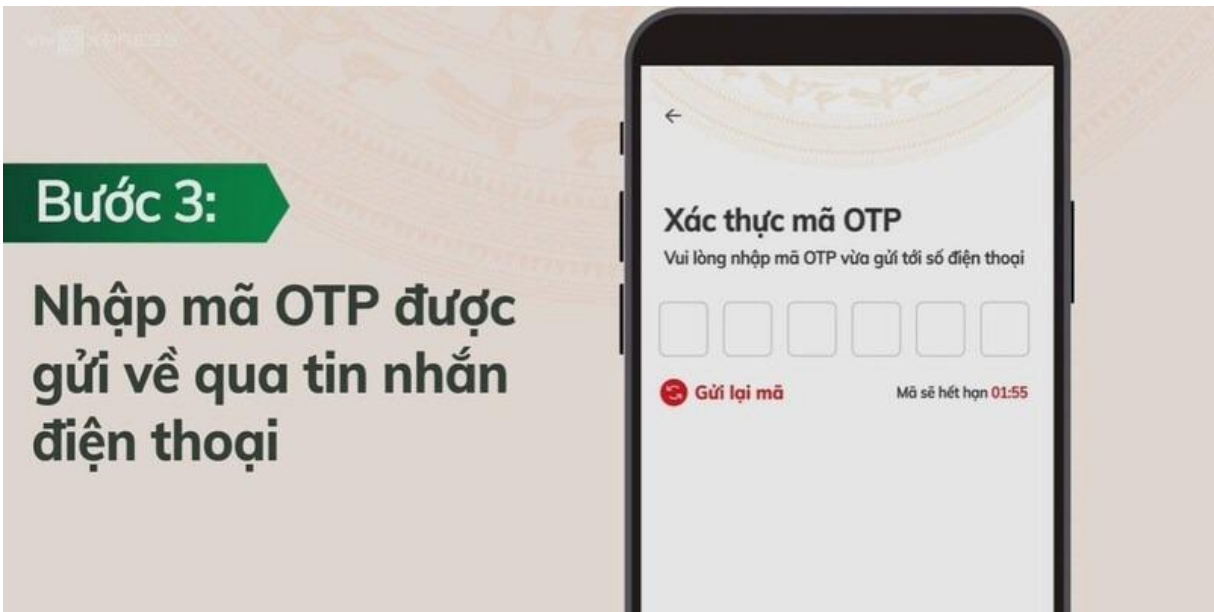 Bước 3:
Nhập mã OTP được
gửi về qua tin nhắn
điện thoại
Xác thực mã OTP
Vui lòng nhập mã OTP vừa gửi tới số điện thoại
Gửi lại mã
Mã sẽ hết hạn 01:55